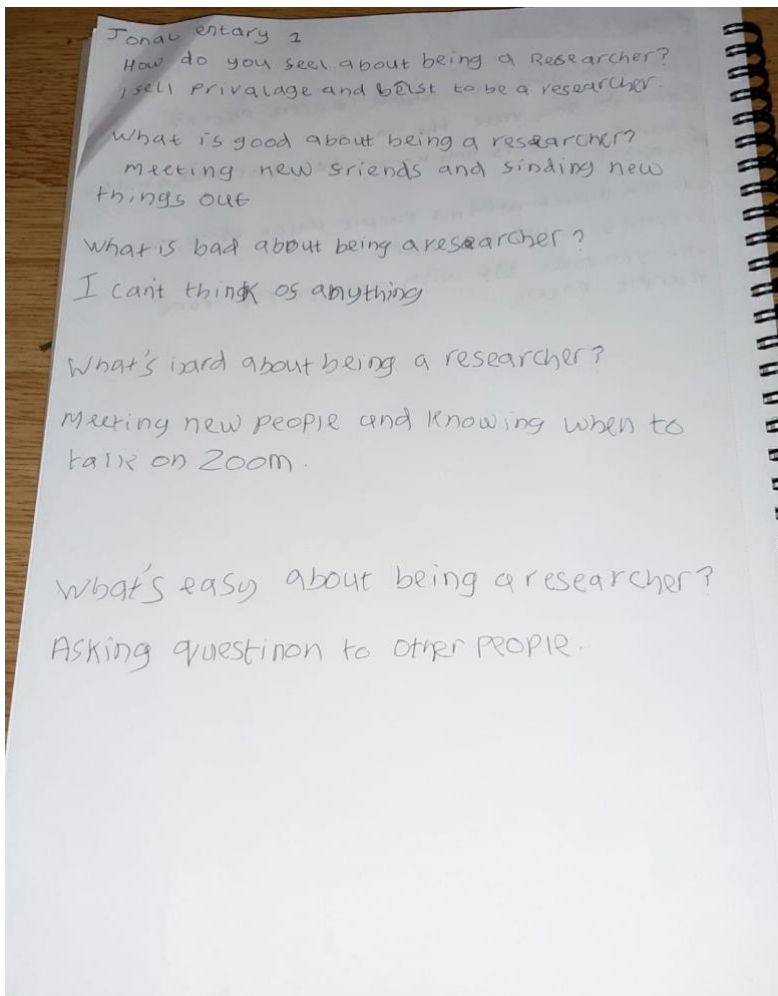 Jonal entary 1
How do you seel about being a Researcher?
I sell privalage and belst to be a researcher.
What is good about being a researcher?
meeting new sriends and sinding new
things out
What is bad about being a researcher?
I can't think os anything
What's hard about being a researcher?
Meeting new people and Knowing when to
talk on Zoom.
What's easy about being a researcher?
Asking questinon to other people.